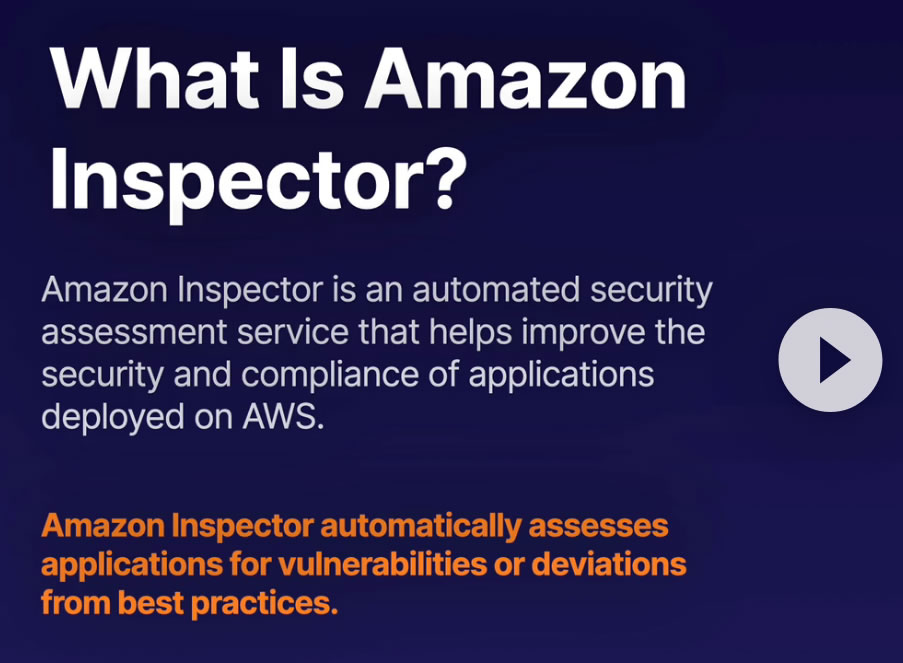 What Is Amazon
Inspector?
Amazon Inspector is an automated security
assessment service that helps improve the
security and compliance of applications
deployed on AWS.
Amazon Inspector automatically assesses
applications for vulnerabilities or deviations
from best practices.